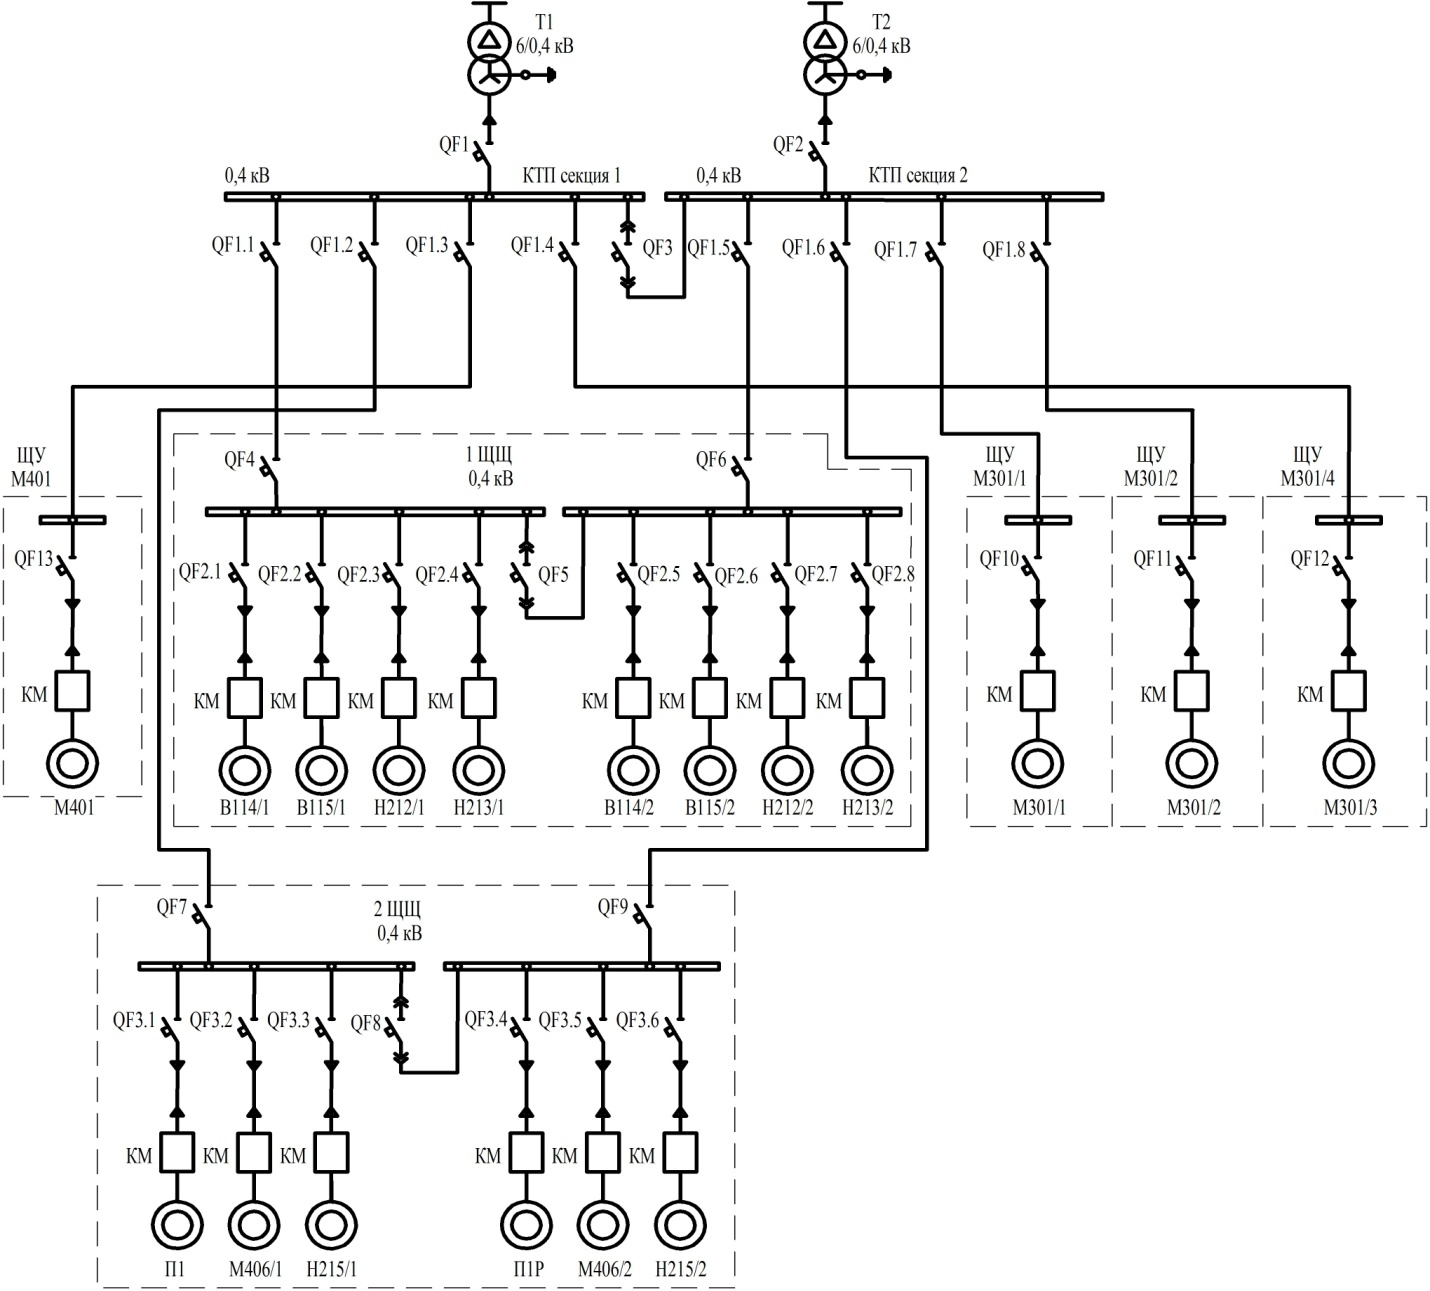 T1
6/0,4 кВ
T2
6/0,4 кВ
QF1
QF2
0,4 кВ
КТП секция 1
0,4 кВ
КТП секция 2
QF1.1
QF1.2
QF1.3
QF1.4
QF3
QF1.5
QF1.6
QF1.7
QF1.8
ЩУ
М401
QF4
1 ЩЩ
0,4 кВ
QF6
ЩУ
М301/1
ЩУ
М301/2
ЩУ
М301/4
QF13
QF2.1
QF2.2
QF2.3
QF2.4
QF5
QF2.5
QF2.6
QF2.7
QF2.8
QF10
QF11
QF12
КМ
КМ
КМ
КМ
КМ
КМ
КМ
КМ
КМ
КМ
КМ
КМ
М401
В114/1
В115/1
Н212/1
Н213/1
В114/2
В115/2
Н212/2
Н213/2
М301/1
М301/2
М301/3
QF7
2 ЩЩ
0,4 кВ
QF9
QF3.1
QF3.2
QF3.3
QF8
QF3.4
QF3.5
QF3.6
КМ
КМ
КМ
КМ
КМ
КМ
П1
М406/1
Н215/1
П1Р
М406/2
Н215/2